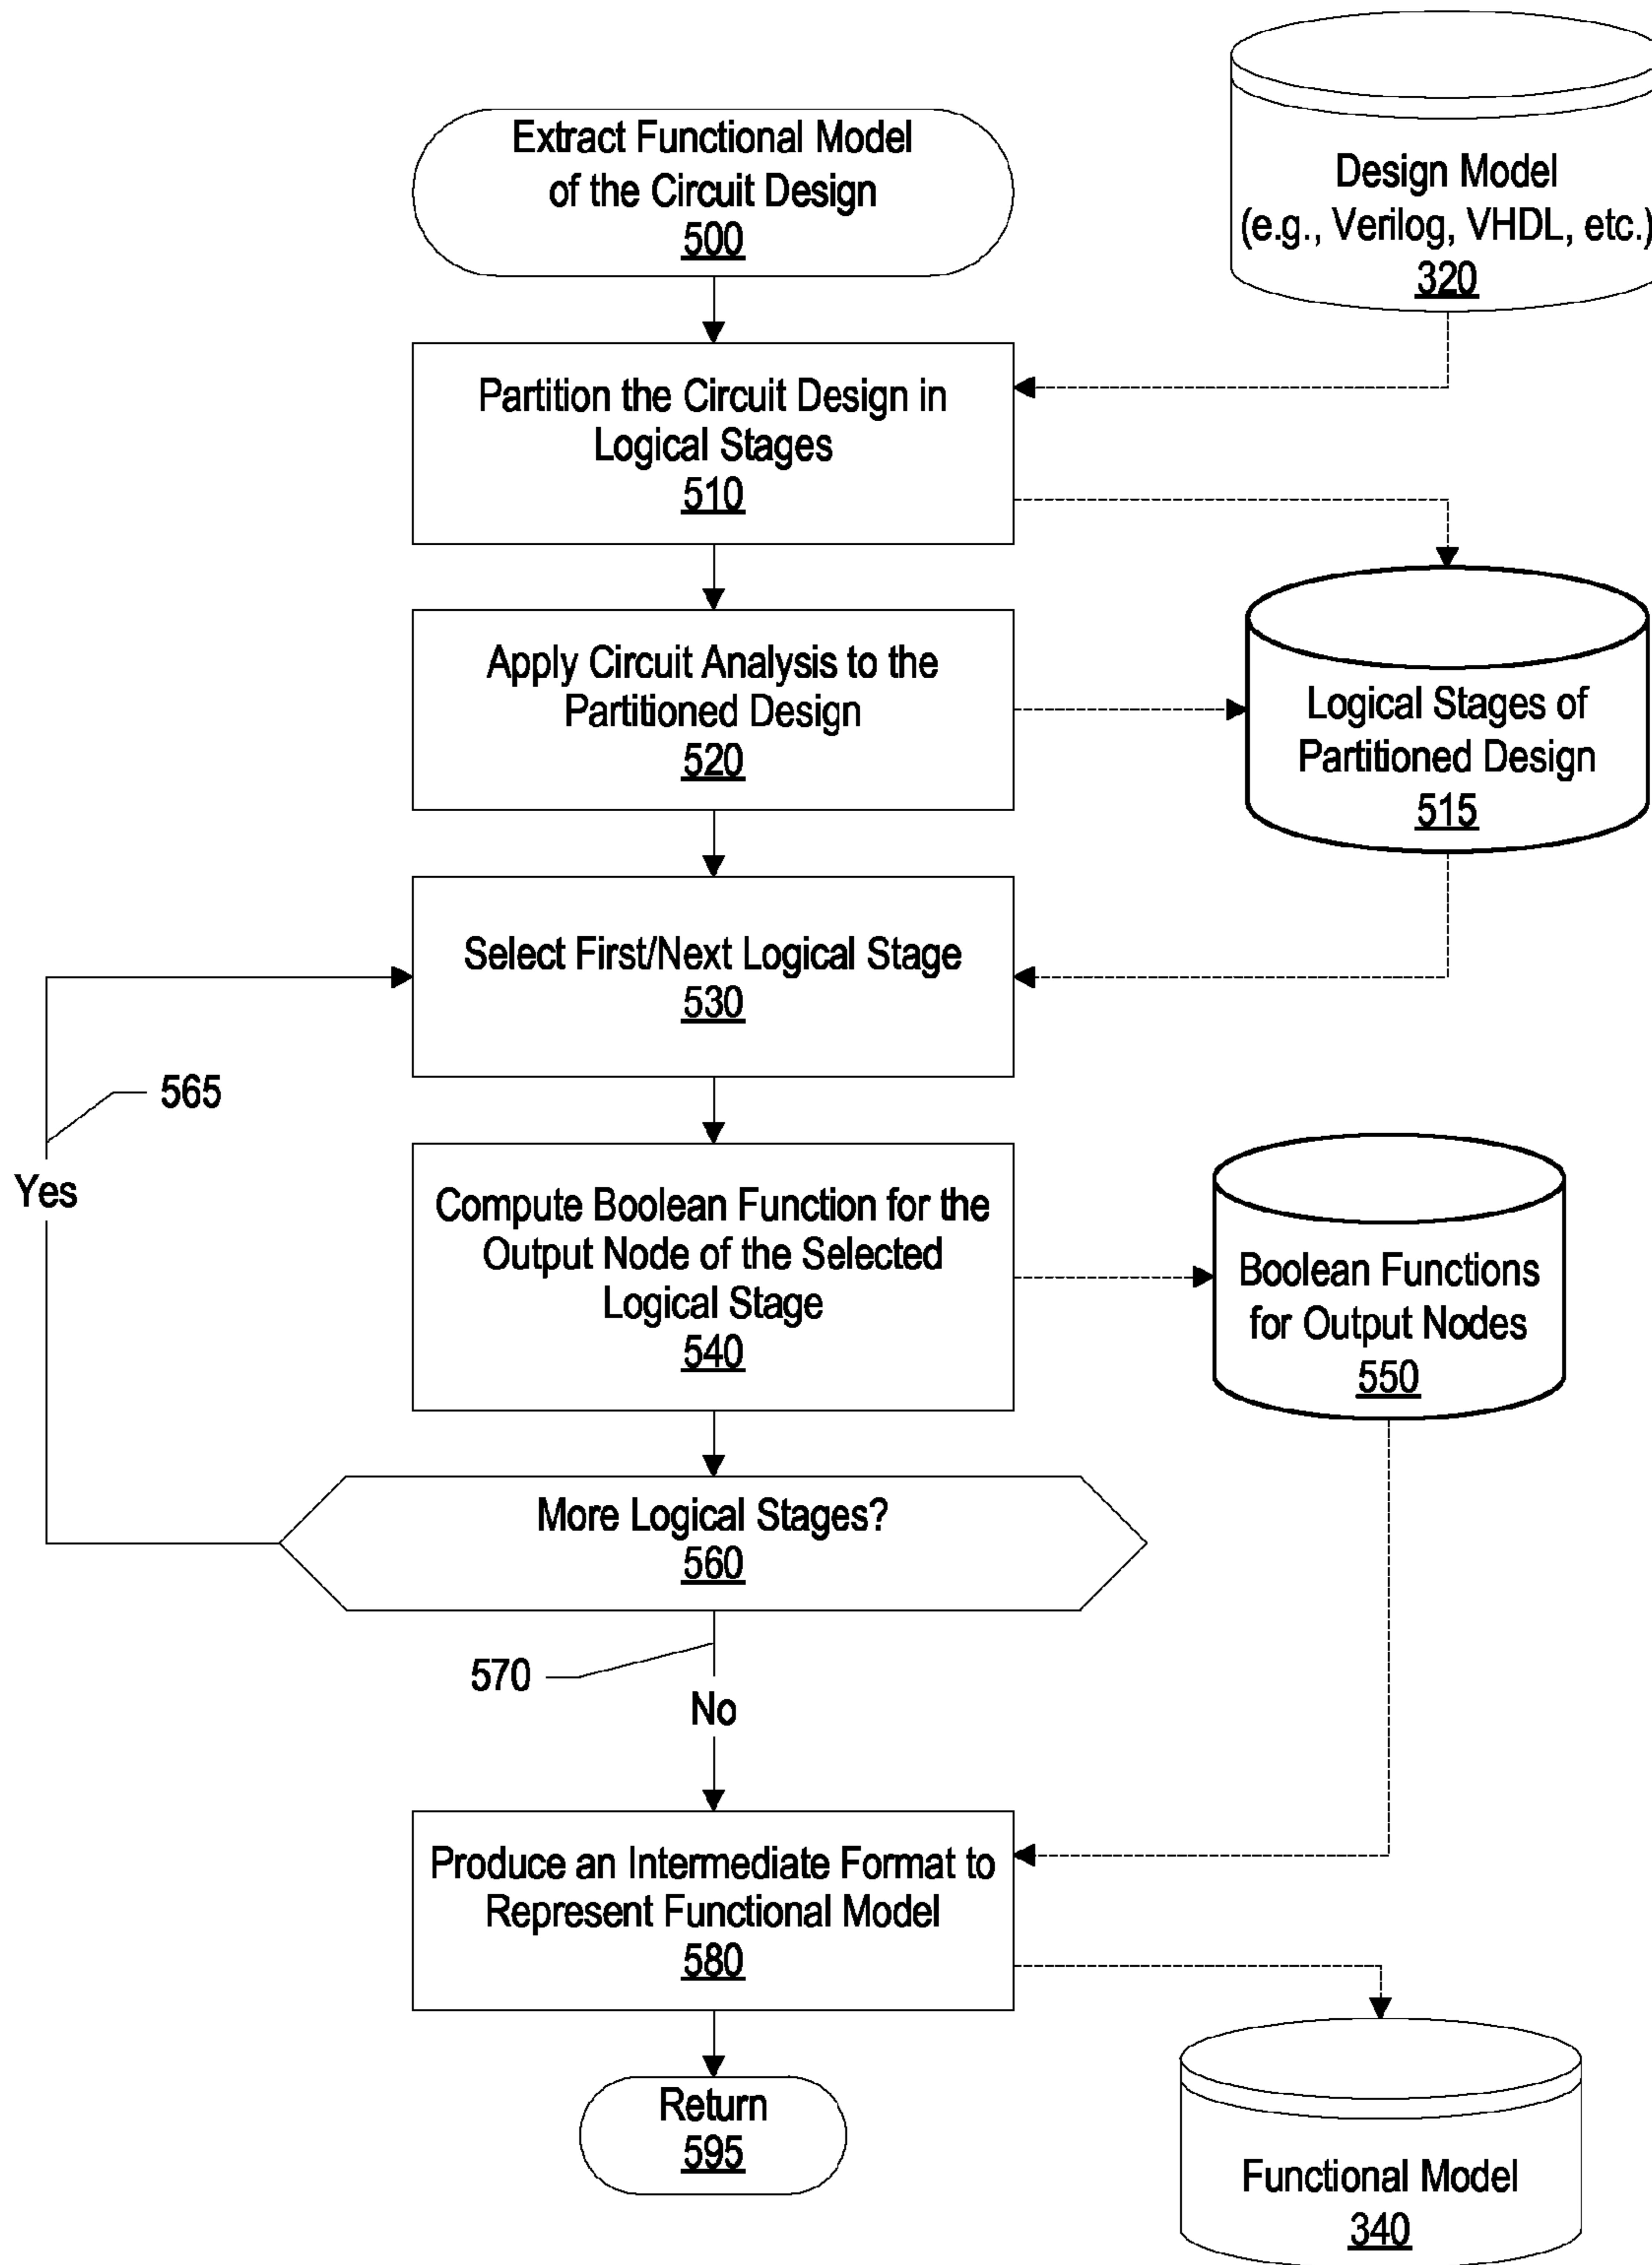 Extract Functional Model
of the Circuit Design
500
Design Model
(e.g., Verilog, VHDL, etc.)
320
Partition the Circuit Design in
Logical Stages
510
Apply Circuit Analysis to the
Partitioned Design
520
Logical Stages of
Partitioned Design
515
Select First/Next Logical Stage
530
565
Yes
Compute Boolean Function for the
Output Node of the Selected
Logical Stage
540
Boolean Functions
for Output Nodes
550
More Logical Stages?
560
570
No
Produce an Intermediate Format to
Represent Functional Model
580
Return
595
Functional Model
340